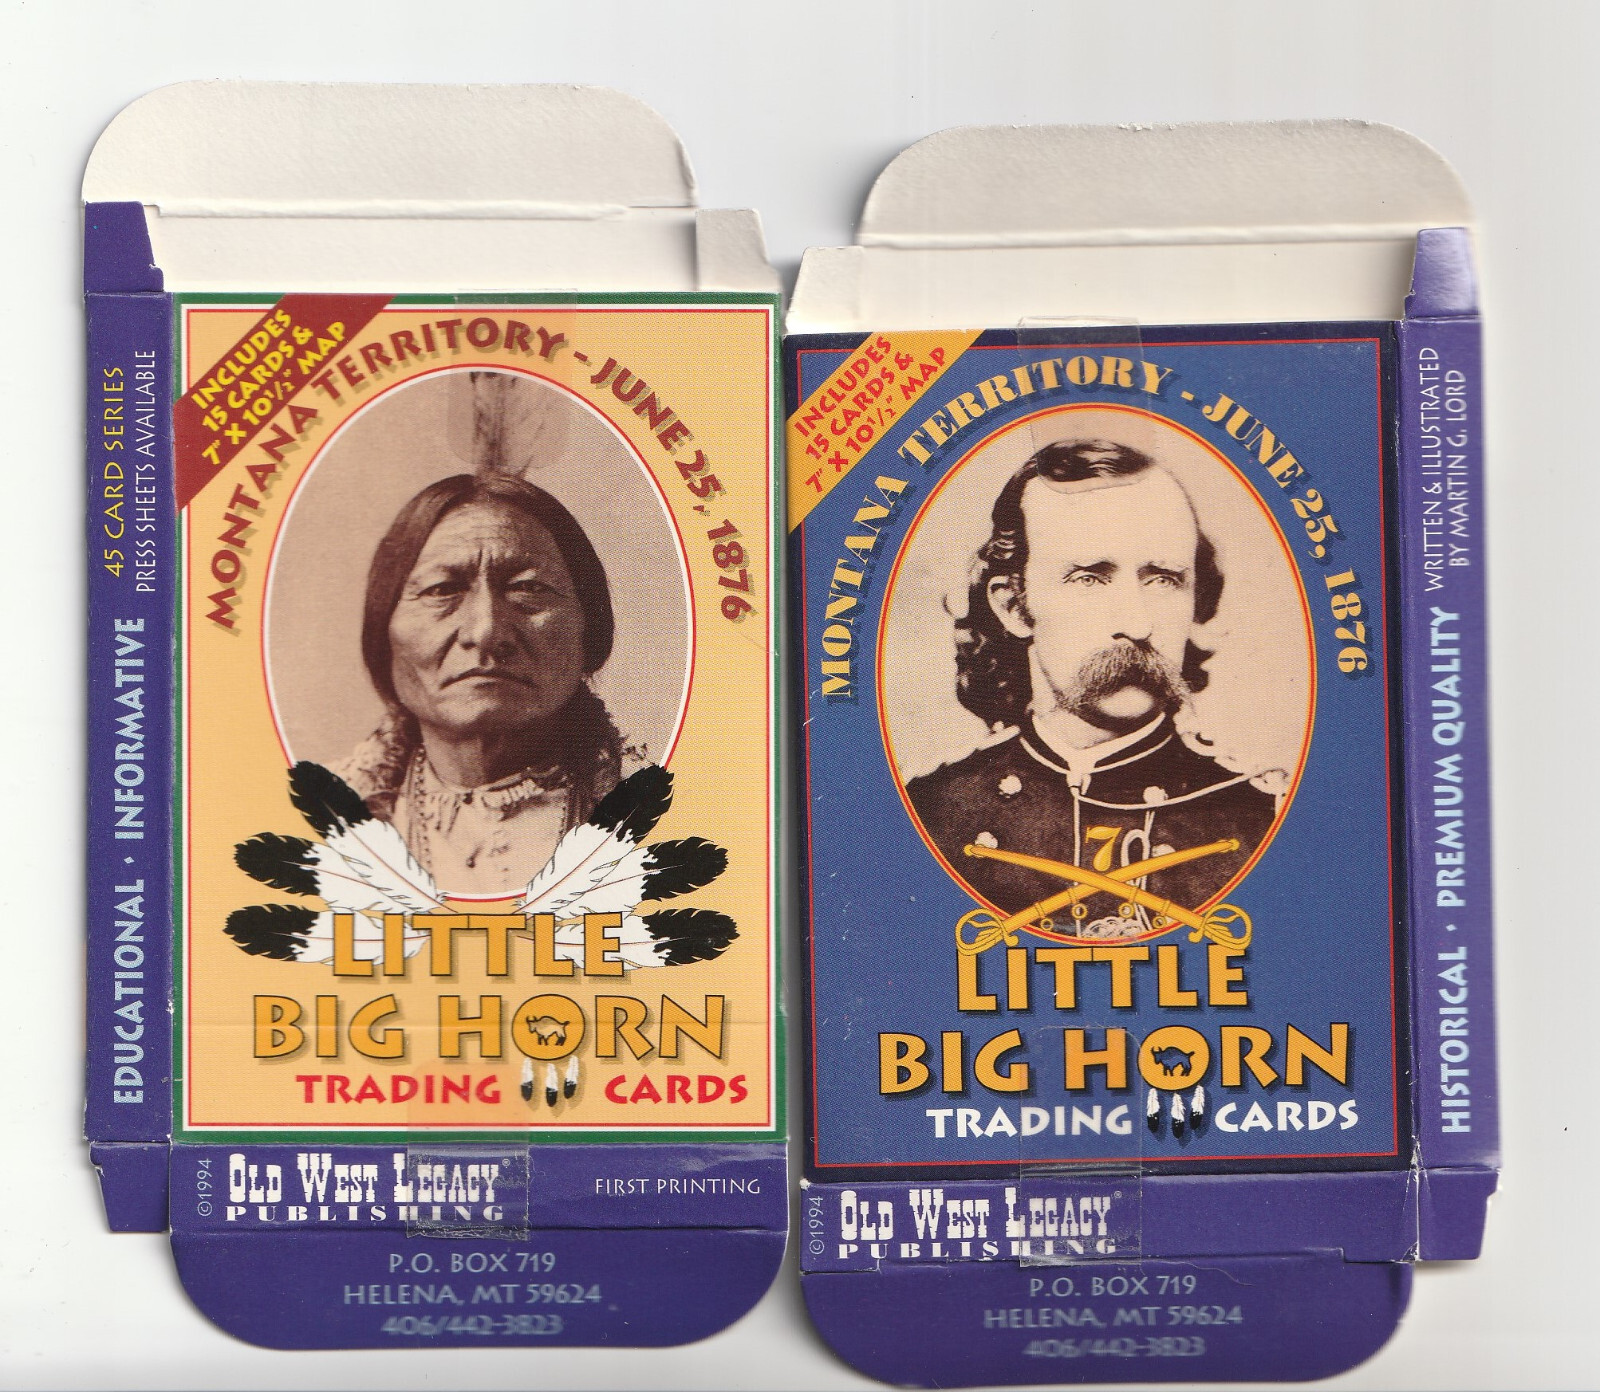 INCLUDES
15 CARDS &
7" X 10 1/2" MAP
MONTANA TERRITORY - JUNE 25, 1876
LITTLE
BIG HORN
TRADING CARDS
©1994
OLD WEST LEGACY®
PUBLISHING
FIRST PRINTING
P.O. BOX 719
HELENA, MT 59624
406/442-3823
EDUCATIONAL · INFORMATIVE
45 CARD SERIES
PRESS SHEETS AVAILABLE
INCLUDES
15 CARDS &
7" X 10 1/2" MAP
MONTANA TERRITORY - JUNE 25, 1876
7
LITTLE
BIG HORN
TRADING CARDS
©1994
OLD WEST LEGACY®
PUBLISHING
P.O. BOX 719
HELENA, MT 59624
406/442-3823
HISTORICAL · PREMIUM QUALITY
WRITTEN & ILLUSTRATED
BY MARTIN G. LORD